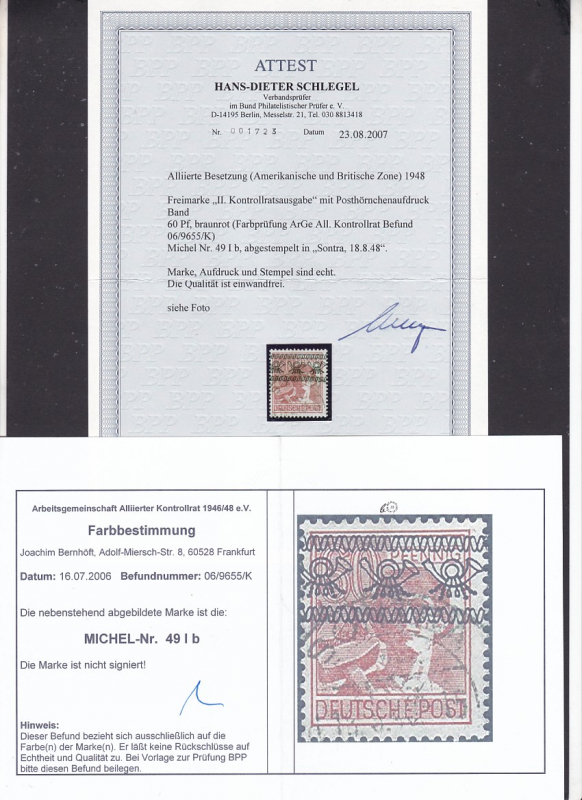 ATTEST
HANS-DIETER SCHLEGEL
Verbandsprüfer
im Bund Philatelistischer Prüfer e. V.
D-14195 Berlin, Messelstr. 21, Tel. 030 8813418
Nr. 001723 Datum 23.08.2007
Alliierte Besetzung (Amerikanische und Britische Zone) 1948
Freimarke „II. Kontrollratsausgabe“ mit Posthörnchenaufdruck
Band
60 Pf, braunrot (Farbprüfung ArGe All. Kontrollrat Befund
06/9655/K)
Michel Nr. 49 I b, abgestempelt in „Sontra, 18.8.48“.
Marke, Aufdruck und Stempel sind echt.
Die Qualität ist einwandfrei.
siehe Foto
DEUTSCHE POST
Arbeitsgemeinschaft Alliierter Kontrollrat 1946/48 e.V.
Farbbestimmung
Joachim Bernhöft, Adolf-Miersch-Str. 8, 60528 Frankfurt
Datum: 16.07.2006 Befundnummer: 06/9655/K
Die nebenstehend abgebildete Marke ist die:
MICHEL-Nr. 49 I b
Die Marke ist nicht signiert!
Hinweis:
Dieser Befund bezieht sich ausschließlich auf die
Farbe(n) der Marke(n). Er läßt keine Rückschlüsse auf
Echtheit und Qualität zu. Bei Vorlage zur Prüfung BPP
bitte diesen Befund beilegen.
PFENNIG
DEUTSCHE POST